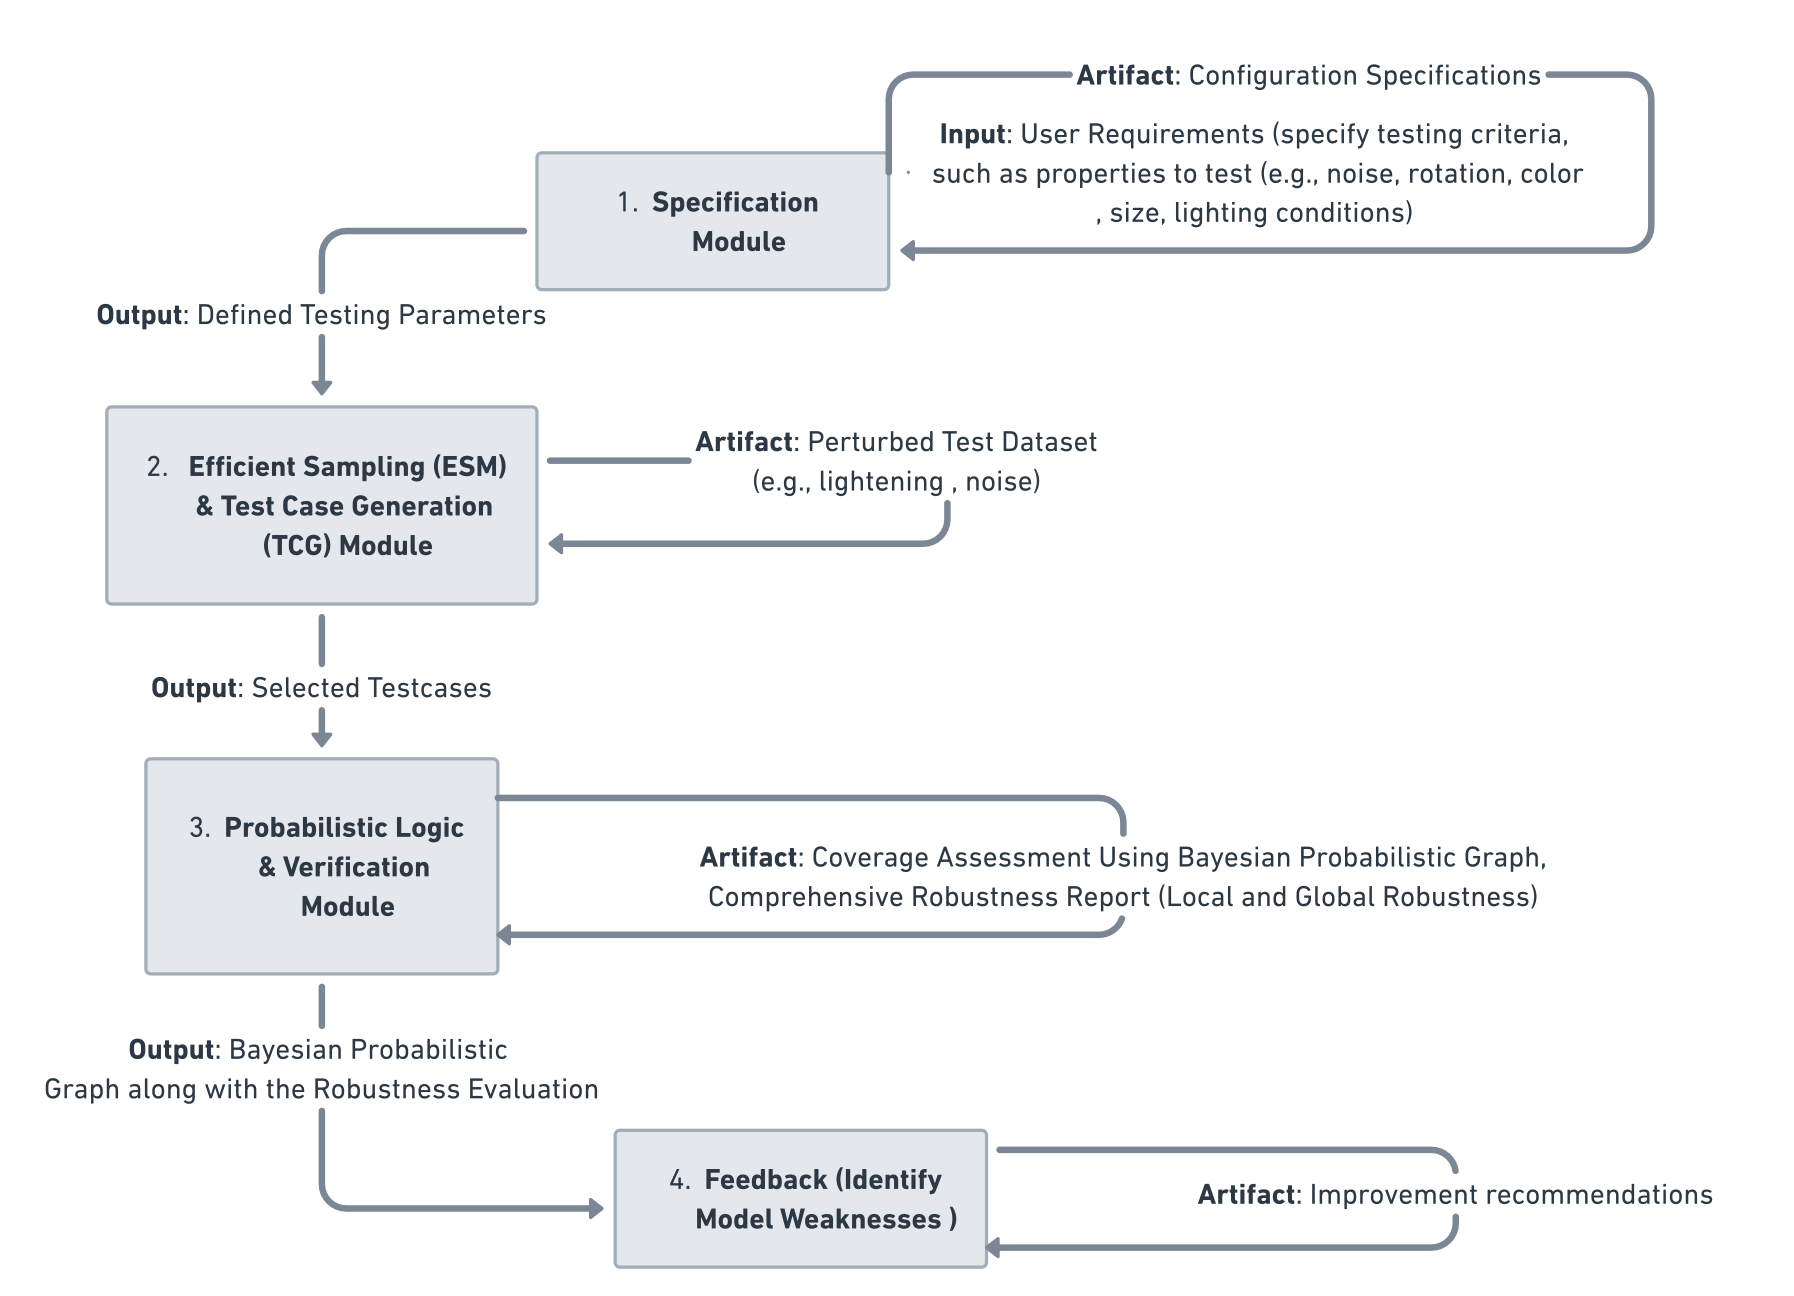 Artifact: Configuration Specifications
Input: User Requirements (specify testing criteria,
such as properties to test (e.g., noise, rotation, color
, size, lighting conditions)
1. Specification
Module
Output: Defined Testing Parameters
2. Efficient Sampling (ESM)
& Test Case Generation
(TCG) Module
Artifact: Perturbed Test Dataset
(e.g., lightening , noise)
Output: Selected Testcases
3. Probabilistic Logic
& Verification
Module
Artifact: Coverage Assessment Using Bayesian Probabilistic Graph,
Comprehensive Robustness Report (Local and Global Robustness)
Output: Bayesian Probabilistic
Graph along with the Robustness Evaluation
4. Feedback (Identify
Model Weaknesses )
Artifact: Improvement recommendations